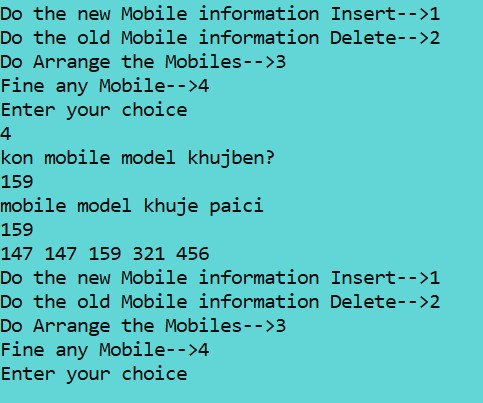 Do the new Mobile information Insert-->1
Do the old Mobile information Delete-->2
Do Arrange the Mobiles-->3
Fine any Mobile-->4
Enter your choice
4
kon mobile model khujben?
159
mobile model khuje paici
159
147 147 159 321 456
Do the new Mobile information Insert-->1
Do the old Mobile information Delete-->2
Do Arrange the Mobiles-->3
Fine any Mobile-->4
Enter your choice